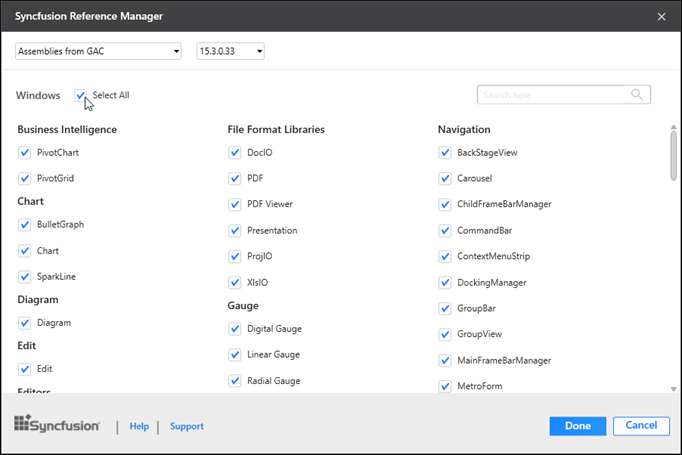 Syncfusion Reference Manager
Assemblies from GAC
15.3.0.33
Windows
Select All
Search here
Business Intelligence
PivotChart
PivotGrid
Chart
BulletGraph
Chart
SparkLine
Diagram
Diagram
Edit
Edit
Editors
File Format Libraries
DocIO
PDF
PDF Viewer
Presentation
ProjIO
XlsIO
Gauge
Digital Gauge
Linear Gauge
Radial Gauge
Navigation
BackStageView
Carousel
ChildFrameBarManager
CommandBar
ContextMenuStrip
DockingManager
GroupBar
GroupView
MainFrameBarManager
MetroForm
Syncfusion®
Help
Support
Done
Cancel